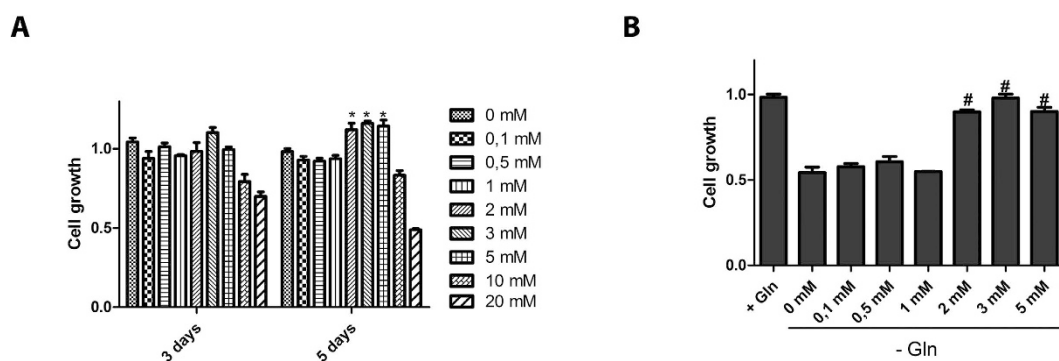 A
Cell growth
1.0
0.5
0.0
* * *
3 days
5 days
0 mM
0,1 mM
0,5 mM
1 mM
2 mM
3 mM
5 mM
10 mM
20 mM
B
Cell growth
1.0
0.5
0.0
# # #
+ Gln
0 mM
0,1 mM
0,5 mM
1 mM
2 mM
3 mM
5 mM
- Gln